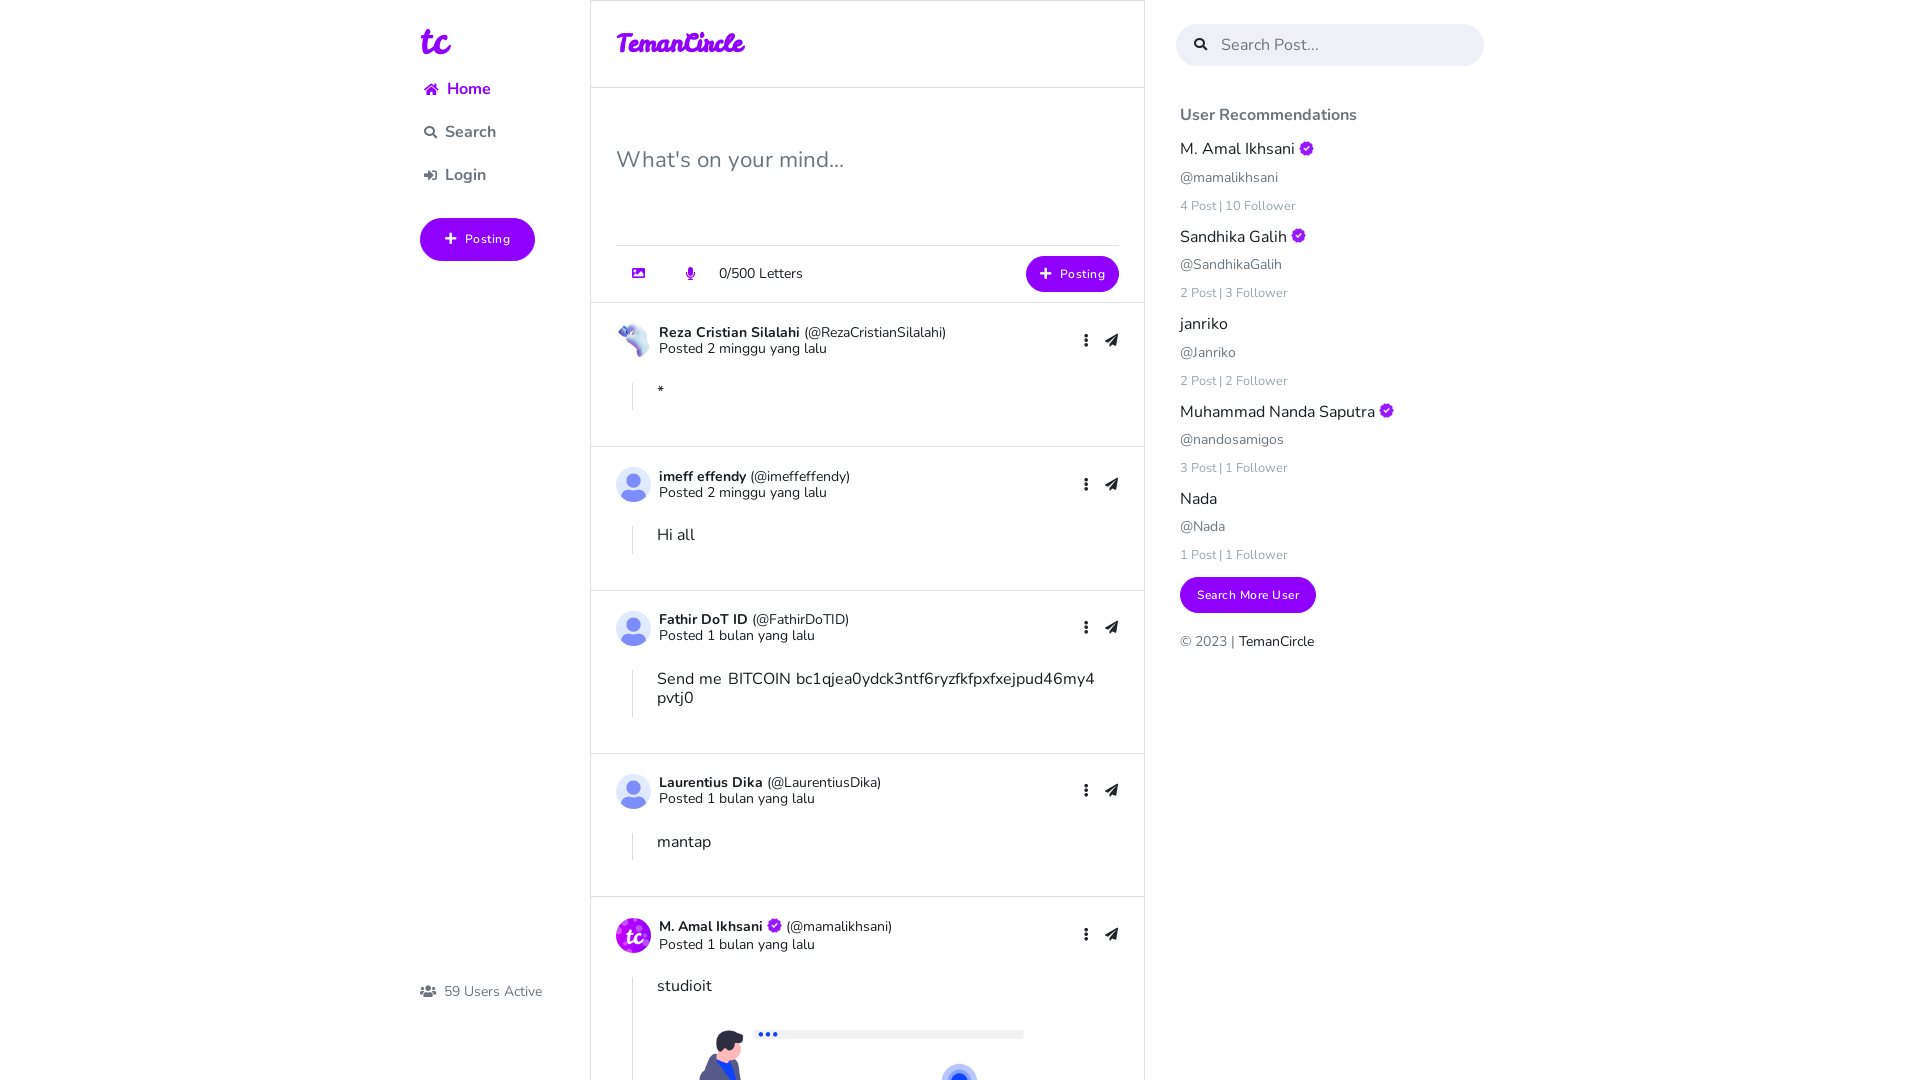 tc
Home
Search
Login
Posting
59 Users Active
TemanCircle
What's on your mind...
0/500 Letters
Posting
Reza Cristian Silalahi (@RezaCristianSilalahi)
Posted 2 minggu yang lalu
*
imeff effendy (@imeffeffendy)
Posted 2 minggu yang lalu
Hi all
Fathir DoT ID (@FathirDoTID)
Posted 1 bulan yang lalu
Send me BITCOIN bc1qjea0ydck3ntf6ryzfkfpxfxejpud46my4
pvtj0
Laurentius Dika (@LaurentiusDika)
Posted 1 bulan yang lalu
mantap
tc
M. Amal Ikhsani (@mamalikhsani)
Posted 1 bulan yang lalu
studioit
Search Post...
User Recommendations
M. Amal Ikhsani
@mamalikhsani
4 Post | 10 Follower
Sandhika Galih
@SandhikaGalih
2 Post | 3 Follower
janriko
@Janriko
2 Post | 2 Follower
Muhammad Nanda Saputra
@nandosamigos
3 Post | 1 Follower
Nada
@Nada
1 Post | 1 Follower
Search More User
© 2023 | TemanCircle